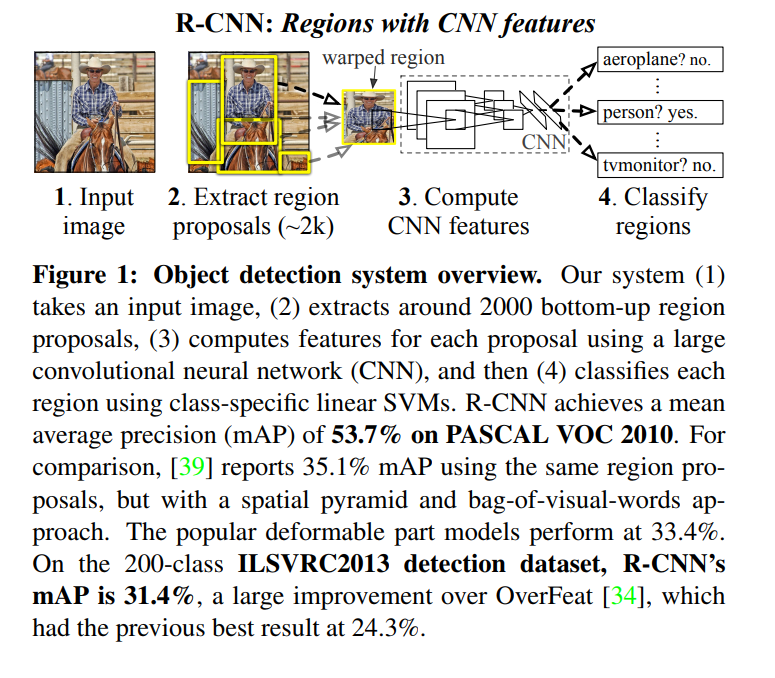 R-CNN: Regions with CNN features
warped region
aeroplane? no.
⋮
person? yes.
⋮
tvmonitor? no.
CNN
1. Input
image
2. Extract region
proposals (~2k)
3. Compute
CNN features
4. Classify
regions
Figure 1: Object detection system overview. Our system (1)
takes an input image, (2) extracts around 2000 bottom-up region
proposals, (3) computes features for each proposal using a large
convolutional neural network (CNN), and then (4) classifies each
region using class-specific linear SVMs. R-CNN achieves a mean
average precision (mAP) of 53.7% on PASCAL VOC 2010. For
comparison, [39] reports 35.1% mAP using the same region pro-
posals, but with a spatial pyramid and bag-of-visual-words ap-
proach. The popular deformable part models perform at 33.4%.
On the 200-class ILSVRC2013 detection dataset, R-CNN’s
mAP is 31.4%, a large improvement over OverFeat [34], which
had the previous best result at 24.3%.